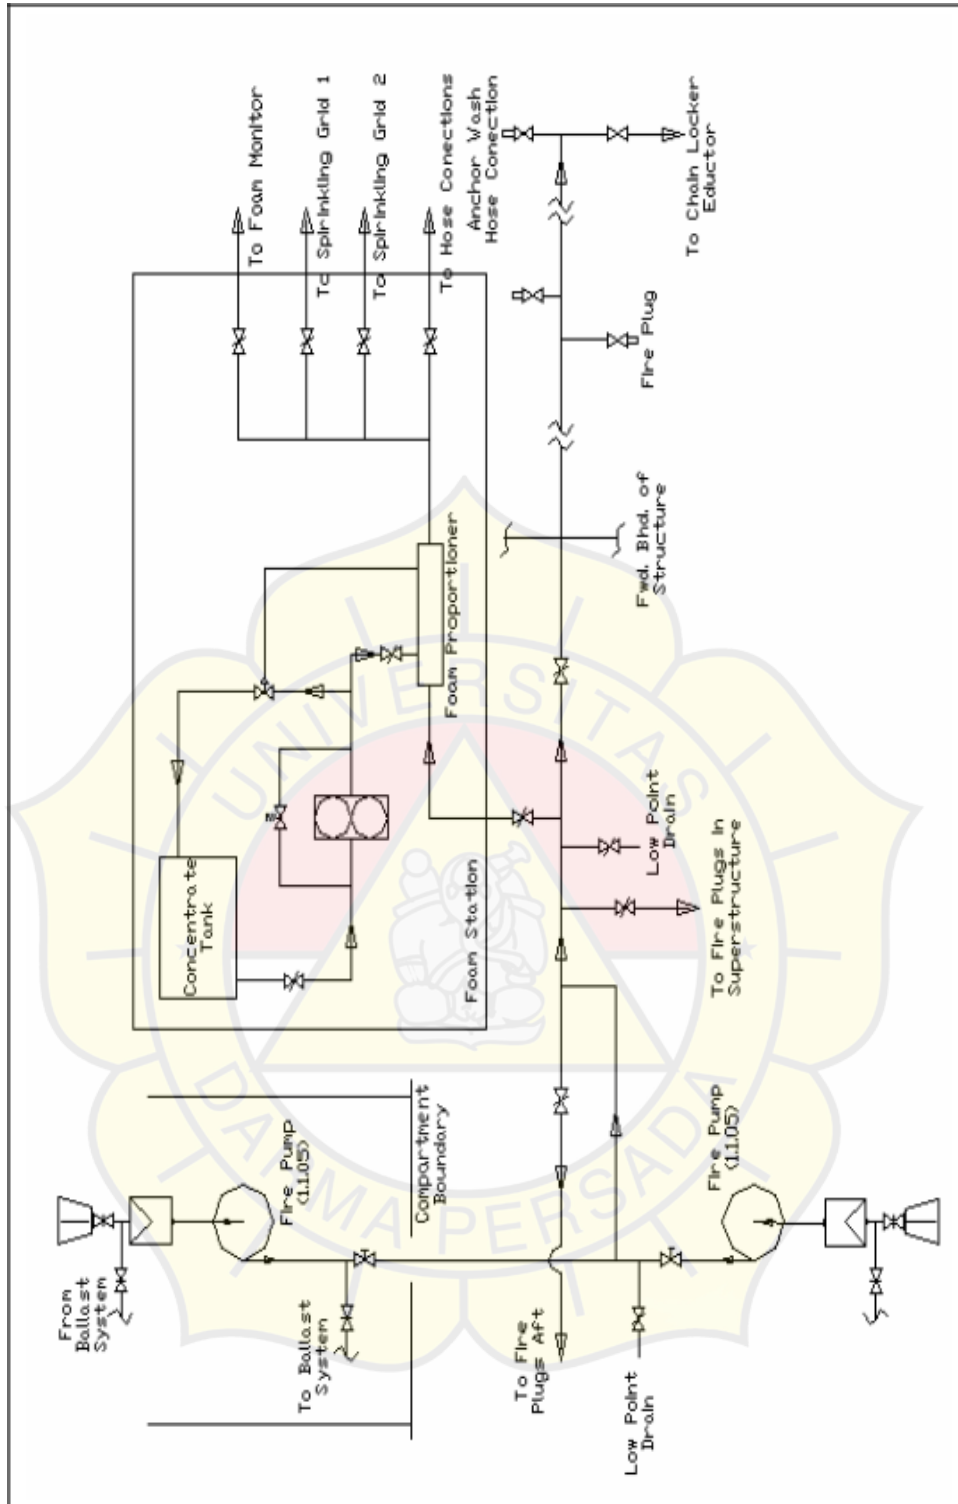 To Foam Monitor
To Spirinkling Grid 1
To Spirinkling Grid 2
To Hose Conections
Anchor Wash
Hose Conection
To Chain Locker
Eductor
Fire Plug
Fwd. Bhd. of
Structure
Foam Proportioner
Concentrate
Tank
M
Foam Station
Low Point
Drain
To Fire Plugs in
Superstructure
Compartment
Boundary
Fire Pump
(1.1.05)
Fire Pump
(1.1.05)
From
Ballast
System
To Ballast
System
To Fire
Plugs Aft
Low Point
Drain
UNIVERSITAS
DARMA PERSADA